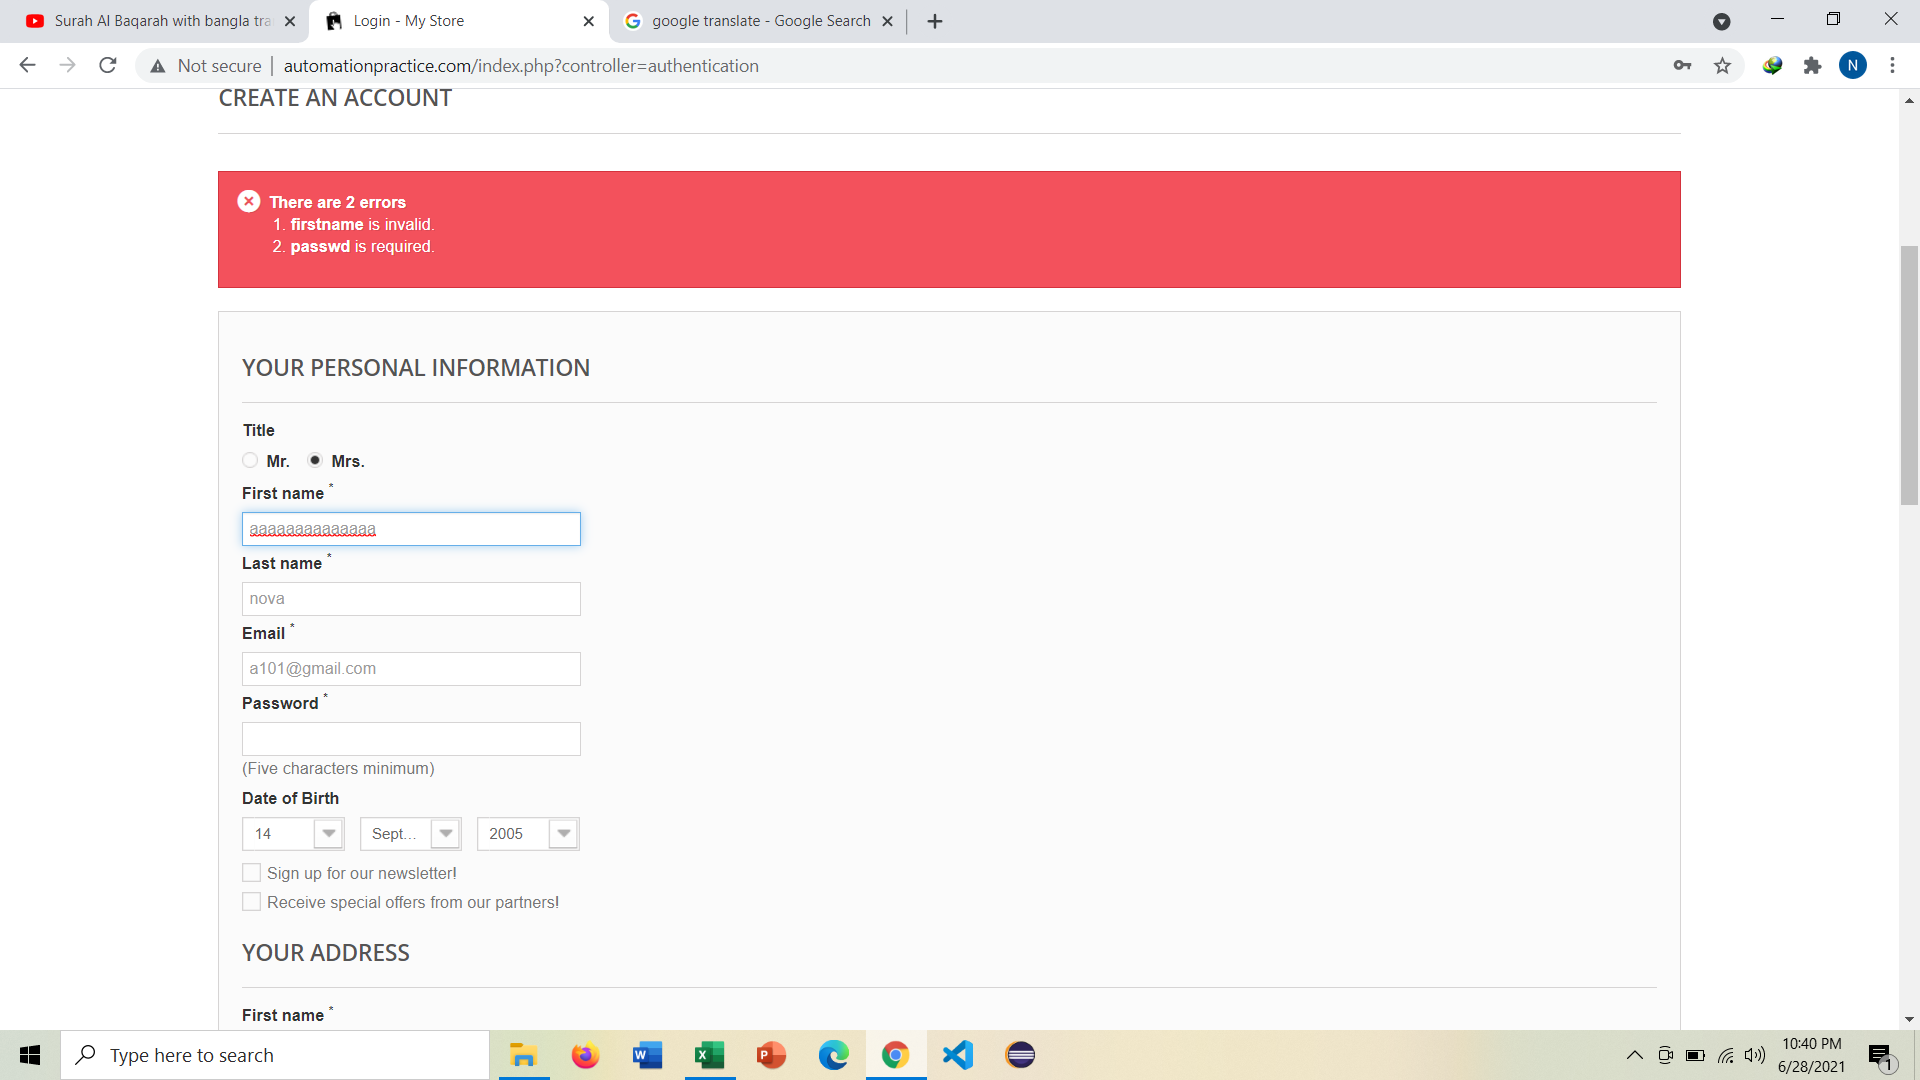 Surah Al Baqarah with bangla tra
Login - My Store
google translate - Google Search
Not secure
automationpractice.com/index.php?controller=authentication
N
CREATE AN ACCOUNT
There are 2 errors
1. firstname is invalid.
2. passwd is required.
YOUR PERSONAL INFORMATION
Title
Mr.
Mrs.
First name *
aaaaaaaaaaaaaa
Last name *
nova
Email *
a101@gmail.com
Password *
(Five characters minimum)
Date of Birth
14
Sept...
2005
Sign up for our newsletter!
Receive special offers from our partners!
YOUR ADDRESS
First name *
Type here to search
10:40 PM
6/28/2021
1